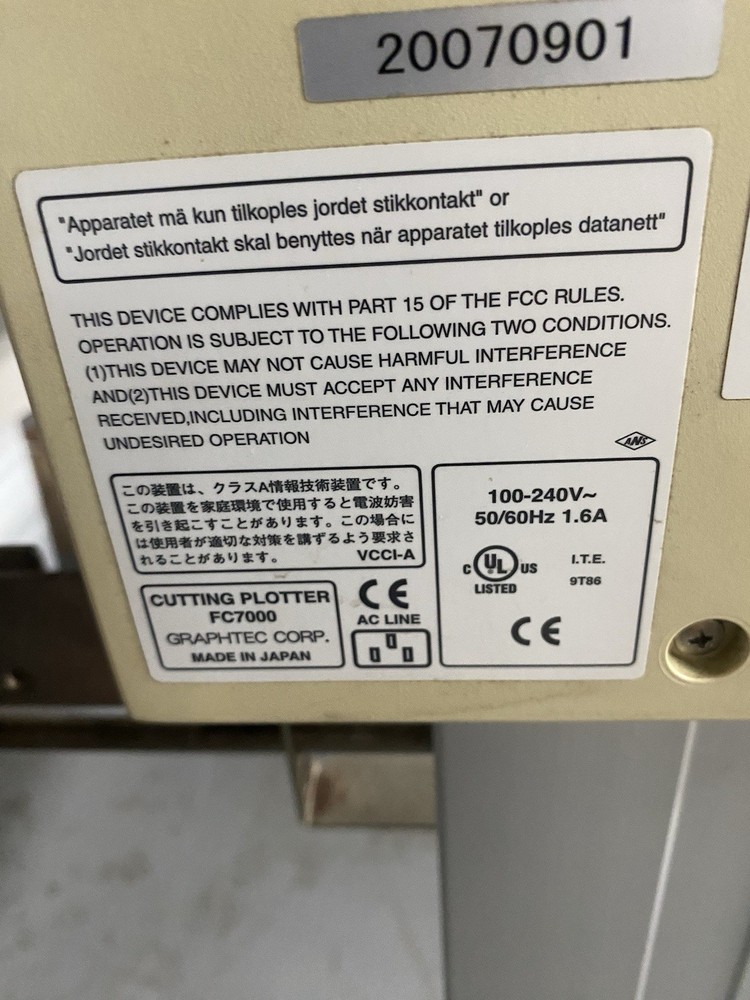 20070901
"Apparatet mä kun tilkoples jordet stikkontakt" or
"Jordet stikkontakt skal benyttes när apparatet tilkoples datanett"
THIS DEVICE COMPLIES WITH PART 15 OF THE FCC RULES.
OPERATION IS SUBJECT TO THE FOLLOWING TWO CONDITIONS.
(1)THIS DEVICE MAY NOT CAUSE HARMFUL INTERFERENCE
AND(2)THIS DEVICE MUST ACCEPT ANY INTERFERENCE
RECEIVED,INCLUDING INTERFERENCE THAT MAY CAUSE
UNDESIRED OPERATION
ANS
この装置は、クラスA情報技術装置です。
この装置を家庭環境で使用すると電波妨害
を引き起こすことがあります。この場合に
は使用者が適切な対策を講ずるよう要求さ
れることがあります。 VCCI-A
CUTTING PLOTTER
FC7000
GRAPHTEC CORP.
MADE IN JAPAN
CE
AC LINE
100-240V~
50/60Hz 1.6A
C UL US
LISTED
I.T.E.
9T86
CE